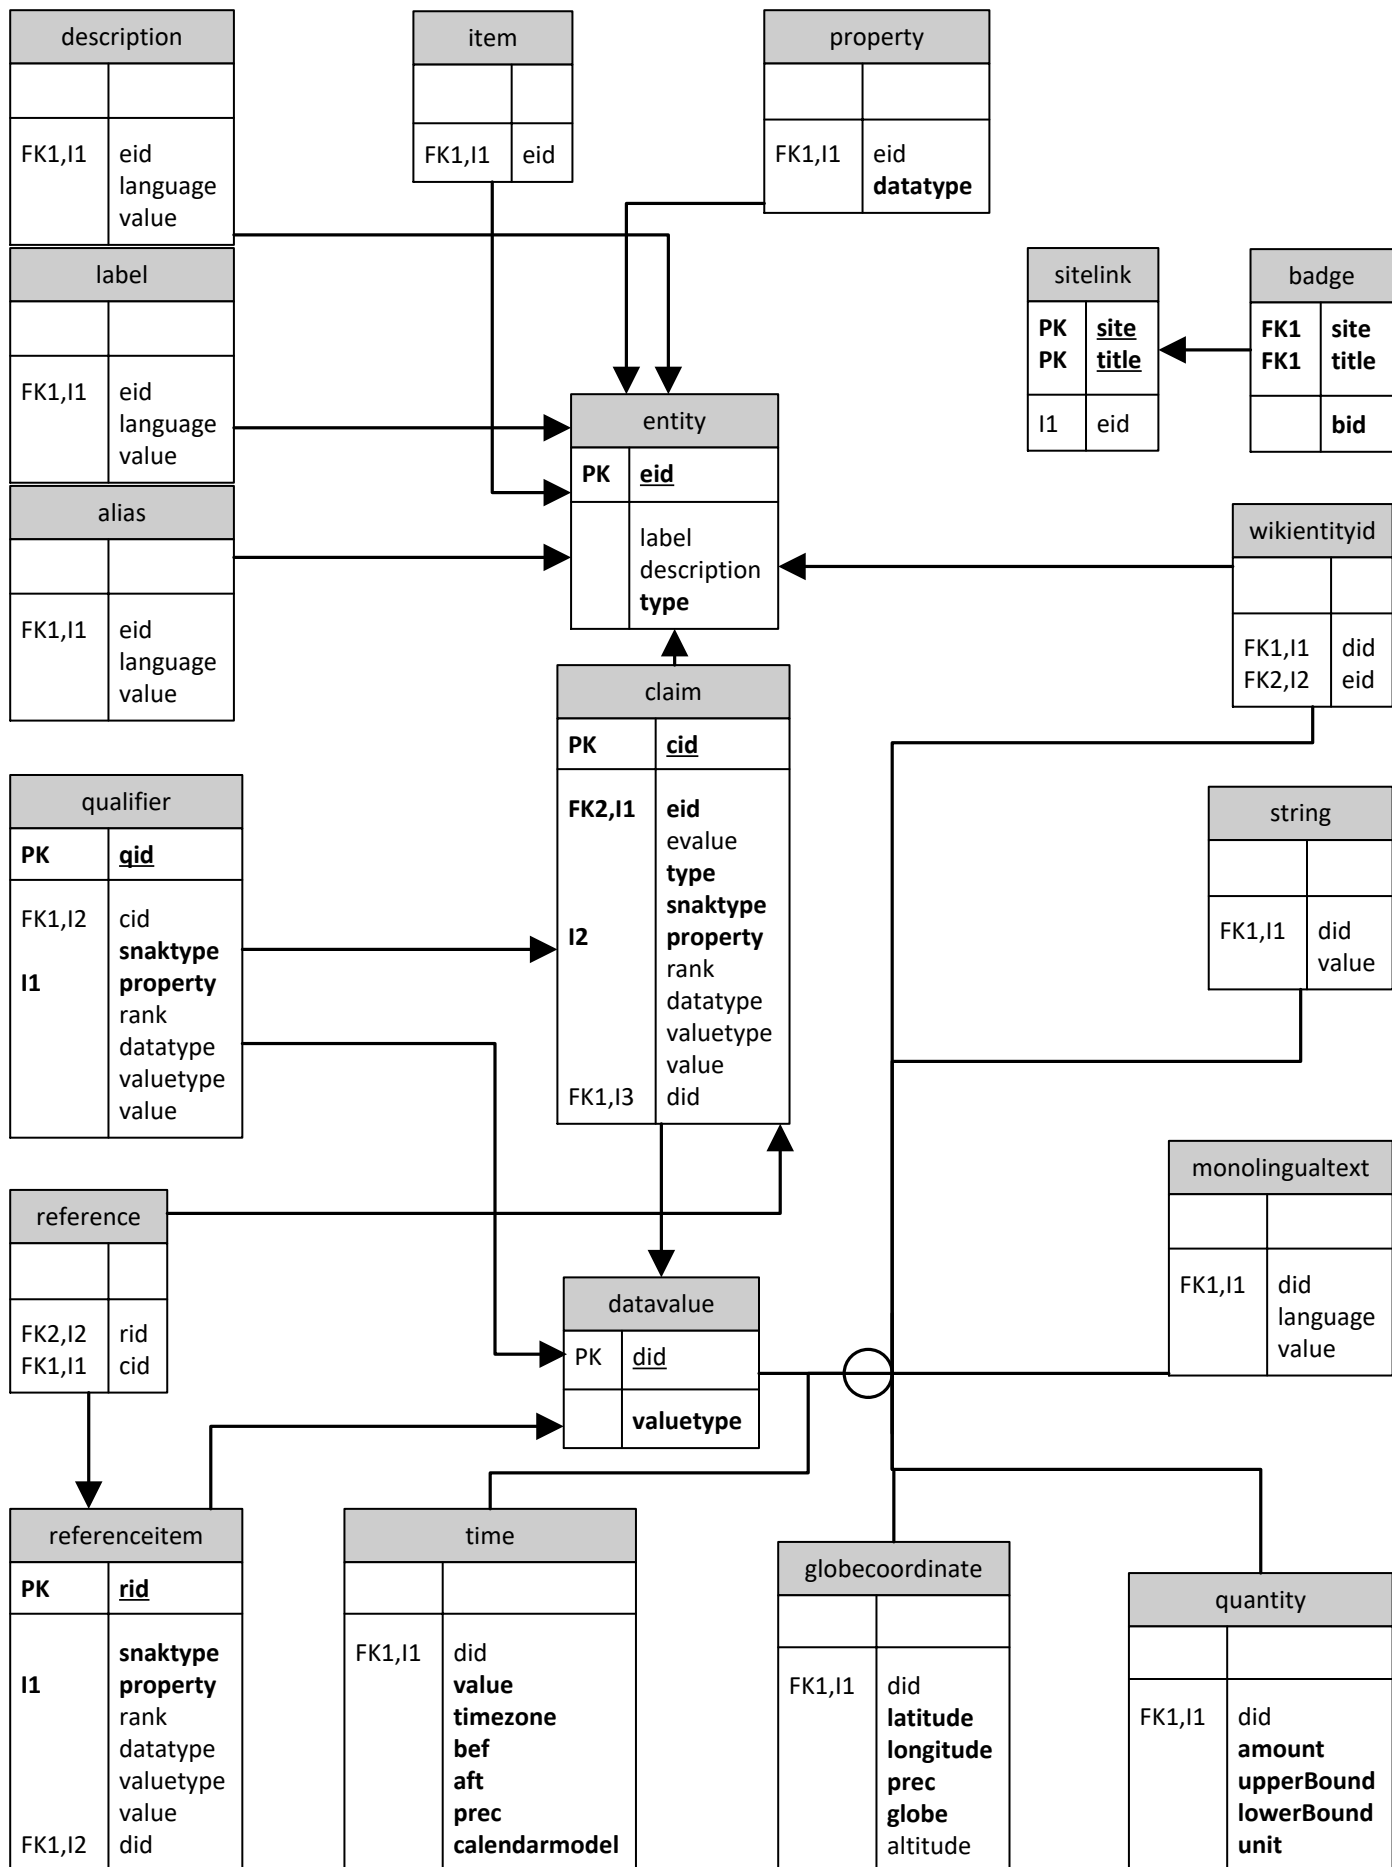 description
FK1,I1 eid
language
value
item
FK1,I1 eid
property
FK1,I1 eid
datatype
label
FK1,I1 eid
language
value
sitelink
PK site
PK title
I1 eid
badge
FK1 site
FK1 title
bid
entity
PK eid
label
description
type
alias
FK1,I1 eid
language
value
wikientityid
FK1,I1 did
FK2,I2 eid
claim
PK cid
FK2,I1 eid
evalue
type
snaktype
I2 property
rank
datatype
valuetype
value
FK1,I3 did
qualifier
PK qid
FK1,I2 cid
snaktype
I1 property
rank
datatype
valuetype
value
string
FK1,I1 did
value
monolingualtext
FK1,I1 did
language
value
reference
FK2,I2 rid
FK1,I1 cid
datavalue
PK did
valuetype
referenceitem
PK rid
snaktype
I1 property
rank
datatype
valuetype
value
FK1,I2 did
time
FK1,I1 did
value
timezone
bef
aft
prec
calendarmodel
globecoordinate
FK1,I1 did
latitude
longitude
prec
globe
altitude
quantity
FK1,I1 did
amount
upperBound
lowerBound
unit